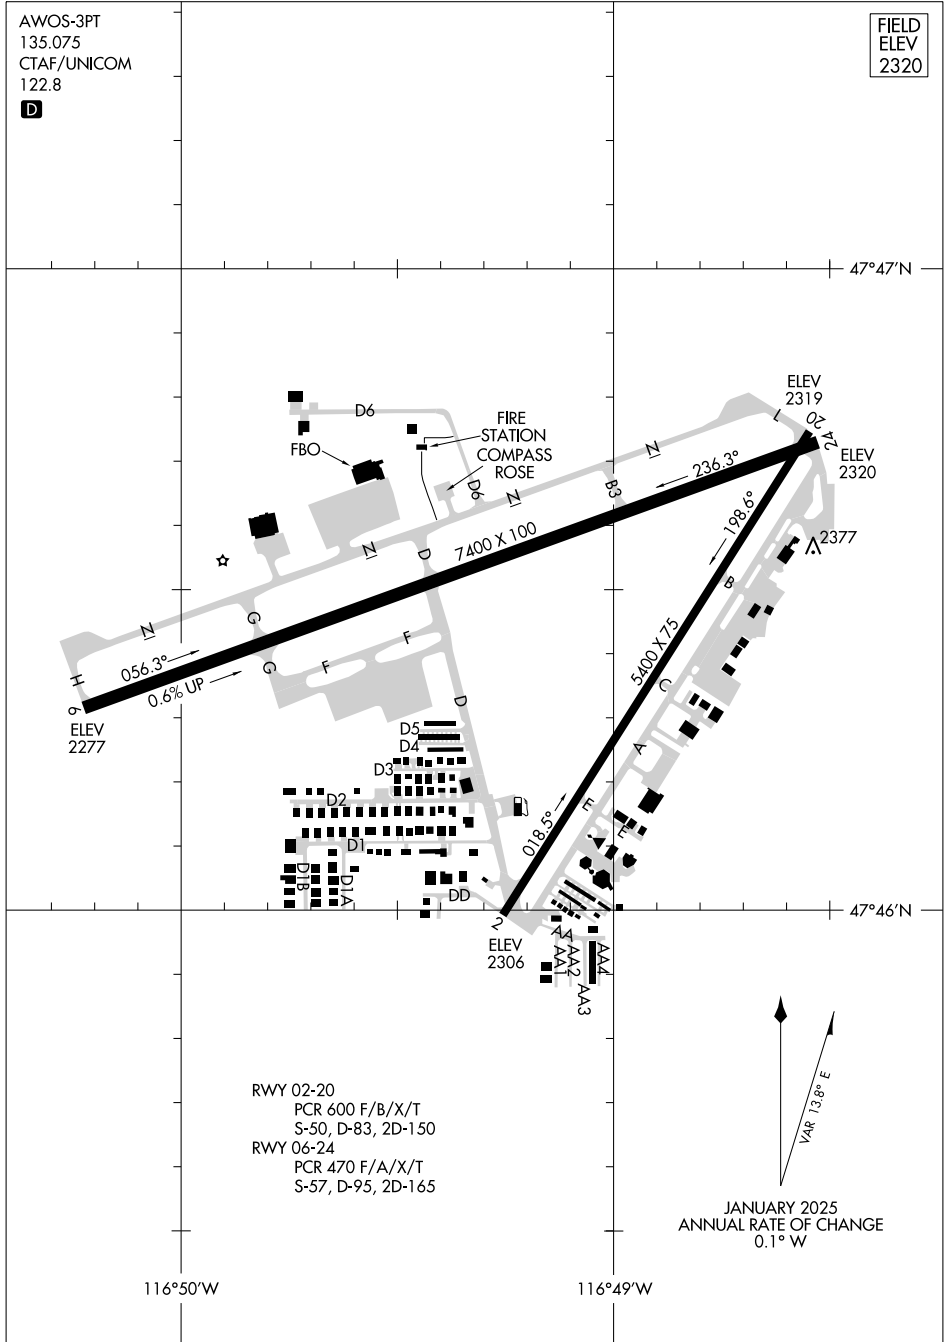 AWOS-3PT
135.075
CTAF/UNICOM
122.8
D
FIELD
ELEV
2320
47°47'N
ELEV
2319
D6
FIRE
STATION
COMPASS
ROSE
FBO
1
20
24
ELEV
2320
N
236.3°
D6
N
B3
198.6°
7400 X 100
N
D
2377
B
G
N
F
5400 X 75
056.3°
G
F
H
0.6% UP
C
6
D
ELEV
2277
D5
D4
A
D3
D2
E
018.5°
E
D1
D1B
D1A
DD
47°46'N
2
ELEV
2306
AA
AA1
AA2
AA4
AA3
RWY 02-20
PCR 600 F/B/X/T
S-50, D-83, 2D-150
RWY 06-24
PCR 470 F/A/X/T
S-57, D-95, 2D-165
VAR 13.8° E
JANUARY 2025
ANNUAL RATE OF CHANGE
0.1° W
116°50'W
116°49'W